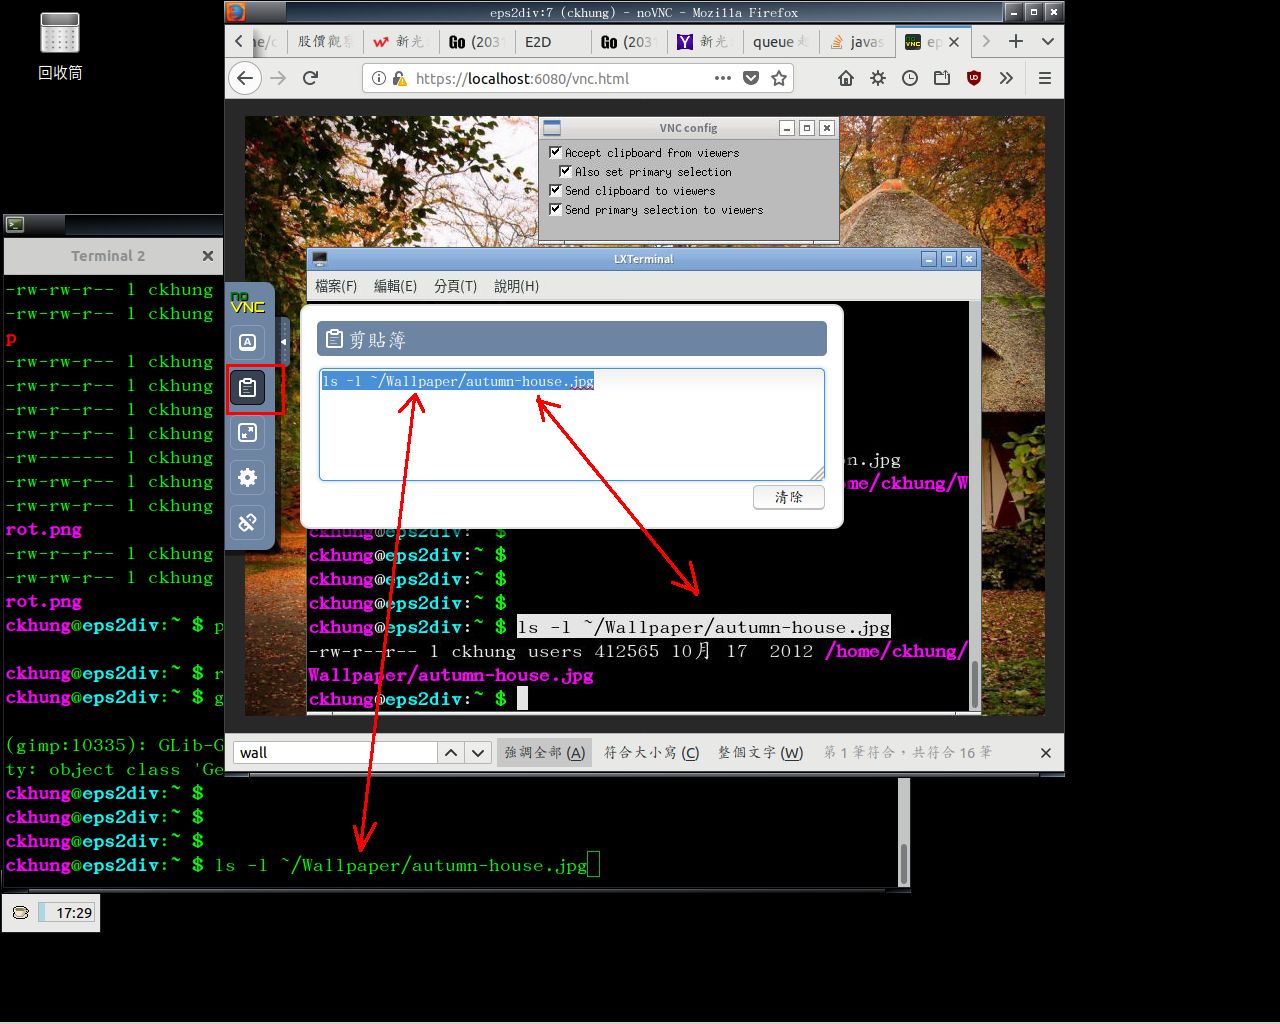 回收筒
eps2div:7 (ckhung) - noVNC - Mozilla Firefox
股價觀
新光
Go (203
E2D
Go (203
新光
queue
javas
ep
https://localhost:6080/vnc.html
VNC config
Accept clipboard from viewers
Also set primary selection
Send clipboard to viewers
Send primary selection to viewers
Terminal 2
-rw-rw-r-- 1 ckhung
-rw-rw-r-- 1 ckhung
p
-rw-rw-r-- 1 ckhung
-rw-r--r-- 1 ckhung
-rw-r--r-- 1 ckhung
-rw-r--r-- 1 ckhung
-rw------- 1 ckhung
-rw-r--r-- 1 ckhung
-rw-r--r-- 1 ckhung
rot.png
-rw-r--r-- 1 ckhung
-rw-rw-r-- 1 ckhung
rot.png
ckhung@eps2div:~ $ p
ckhung@eps2div:~ $ r
ckhung@eps2div:~ $ g
(gimp:10335): GLib-G
ty: object class 'Ge
ckhung@eps2div:~ $
ckhung@eps2div:~ $
ckhung@eps2div:~ $
ckhung@eps2div:~ $ ls -l ~/Wallpaper/autumn-house.jpg
no
VNC
LXTerminal
檔案(F) 編輯(E) 分頁(T) 說明(H)
剪貼簿
ls -l ~/Wallpaper/autumn-house.jpg
清除
n.jpg
me/ckhung/W
ckhung@eps2div:~ $
ckhung@eps2div:~ $
ckhung@eps2div:~ $
ckhung@eps2div:~ $
ckhung@eps2div:~ $ ls -l ~/Wallpaper/autumn-house.jpg
-rw-r--r-- 1 ckhung users 412565 10月 17 2012 /home/ckhung/
Wallpaper/autumn-house.jpg
ckhung@eps2div:~ $
wall
強調全部 (A) 符合大小寫 (C) 整個文字 (W) 第 1 筆符合，共符合 16 筆
17:29